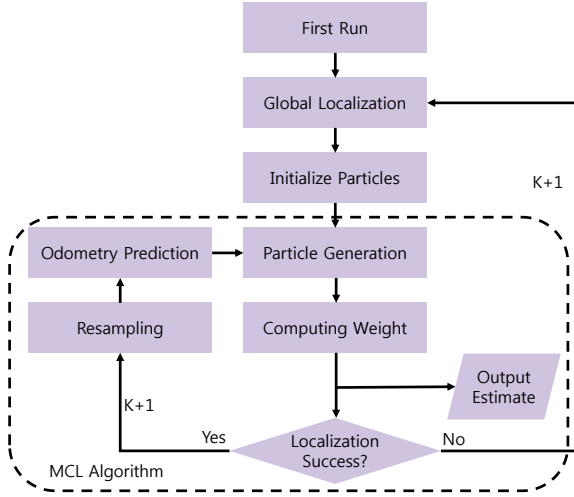 First Run
Global Localization
Initialize Particles
K+1
Odometry Prediction
Particle Generation
Resampling
Computing Weight
Output
Estimate
K+1
Yes
Localization
Success?
No
MCL Algorithm